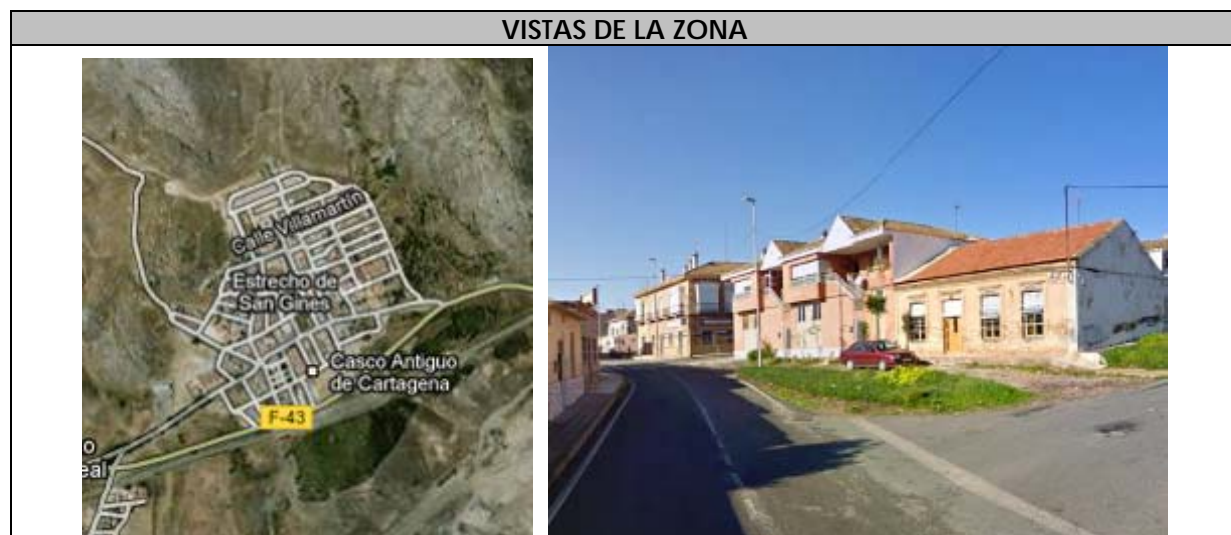 VISTAS DE LA ZONA
Calle Villamartín
Estrecho de
San Ginés
Casco Antiguo
de Cartagena
F-43